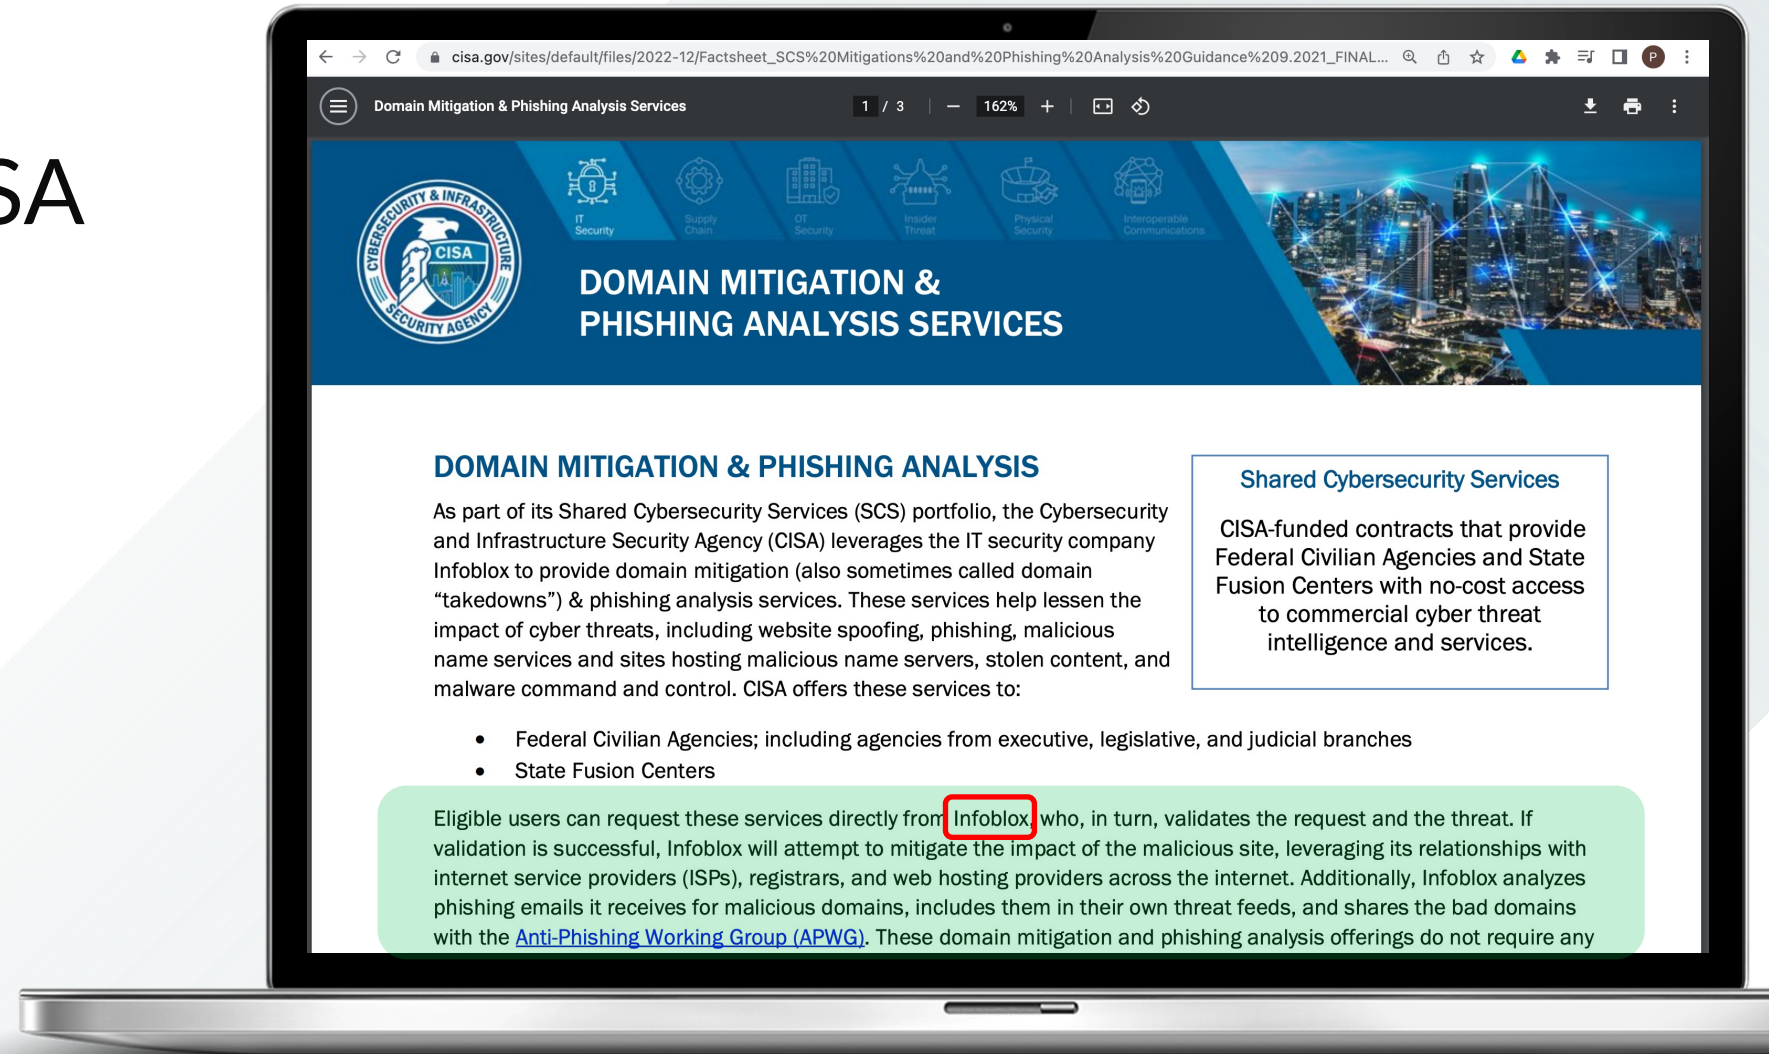 SA
cisa.gov/sites/default/files/2022-12/Factsheet_SCS%20Mitigations%20and%20Phishing%20Analysis%20Guidance%209.2021_FINAL...
P
Domain Mitigation & Phishing Analysis Services
1 / 3
162%
CYBERSECURITY & INFRASTRUCTURE
CISA
SECURITY AGENCY
IT
Security
Supply
Chain
OT
Security
Insider
Threat
Physical
Security
Interoperable
Communications
DOMAIN MITIGATION &
PHISHING ANALYSIS SERVICES
DOMAIN MITIGATION & PHISHING ANALYSIS
As part of its Shared Cybersecurity Services (SCS) portfolio, the Cybersecurity
and Infrastructure Security Agency (CISA) leverages the IT security company
Infoblox to provide domain mitigation (also sometimes called domain
“takedowns”) & phishing analysis services. These services help lessen the
impact of cyber threats, including website spoofing, phishing, malicious
name services and sites hosting malicious name servers, stolen content, and
malware command and control. CISA offers these services to:
Shared Cybersecurity Services
CISA-funded contracts that provide
Federal Civilian Agencies and State
Fusion Centers with no-cost access
to commercial cyber threat
intelligence and services.
• Federal Civilian Agencies; including agencies from executive, legislative, and judicial branches
• State Fusion Centers
Eligible users can request these services directly from Infoblox, who, in turn, validates the request and the threat. If
validation is successful, Infoblox will attempt to mitigate the impact of the malicious site, leveraging its relationships with
internet service providers (ISPs), registrars, and web hosting providers across the internet. Additionally, Infoblox analyzes
phishing emails it receives for malicious domains, includes them in their own threat feeds, and shares the bad domains
with the Anti-Phishing Working Group (APWG). These domain mitigation and phishing analysis offerings do not require any